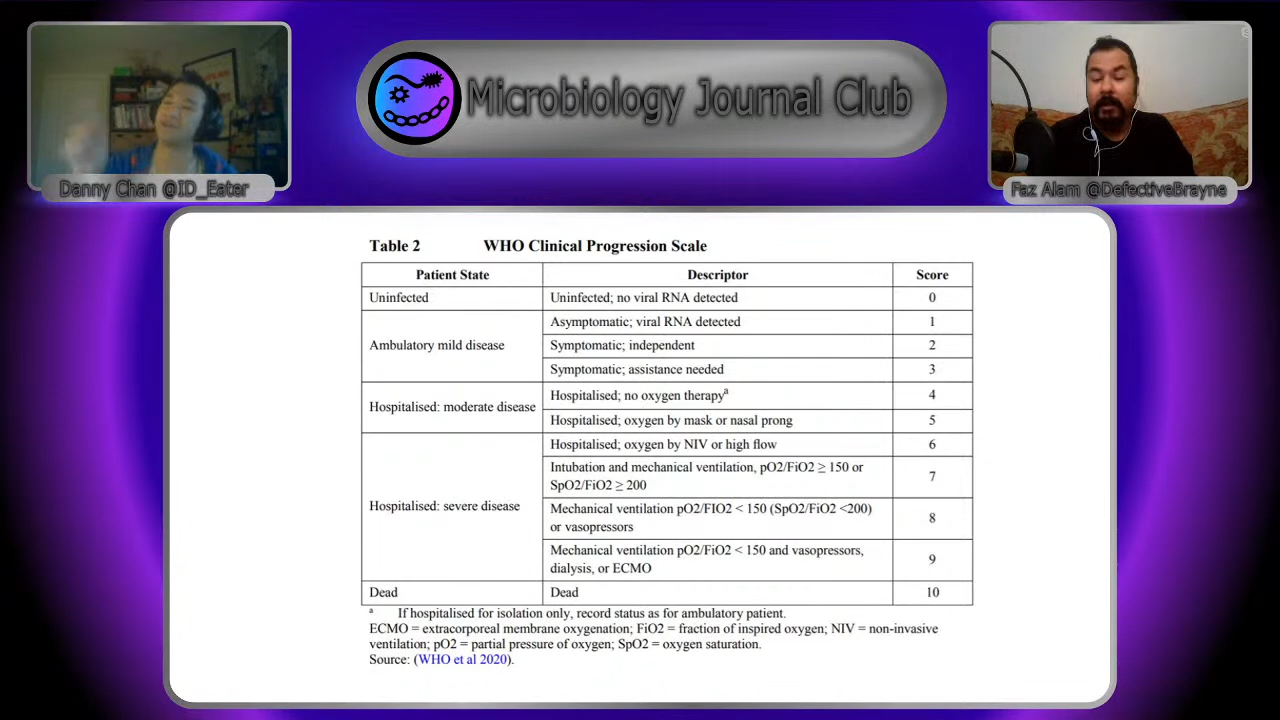 Microbiology Journal Club
Danny Chan @ID_Eater
Faz Alam @DefectiveBrayne
Table 2 WHO Clinical Progression Scale
Patient State Descriptor Score
Uninfected Uninfected; no viral RNA detected 0
Ambulatory mild disease
Asymptomatic; viral RNA detected 1
Symptomatic; independent 2
Symptomatic; assistance needed 3
Hospitalised: moderate disease
Hospitalised; no oxygen therapyª 4
Hospitalised; oxygen by mask or nasal prong 5
Hospitalised: severe disease
Hospitalised; oxygen by NIV or high flow 6
Intubation and mechanical ventilation, pO2/FiO2 ≥ 150 or
SpO2/FiO2 ≥ 200 7
Mechanical ventilation pO2/FIO2 < 150 (SpO2/FiO2 <200)
or vasopressors 8
Mechanical ventilation pO2/FiO2 < 150 and vasopressors,
dialysis, or ECMO 9
Dead Dead 10
ª If hospitalised for isolation only, record status as for ambulatory patient.
ECMO = extracorporeal membrane oxygenation; FiO2 = fraction of inspired oxygen; NIV = non-invasive
ventilation; pO2 = partial pressure of oxygen; SpO2 = oxygen saturation.
Source: (WHO et al 2020).